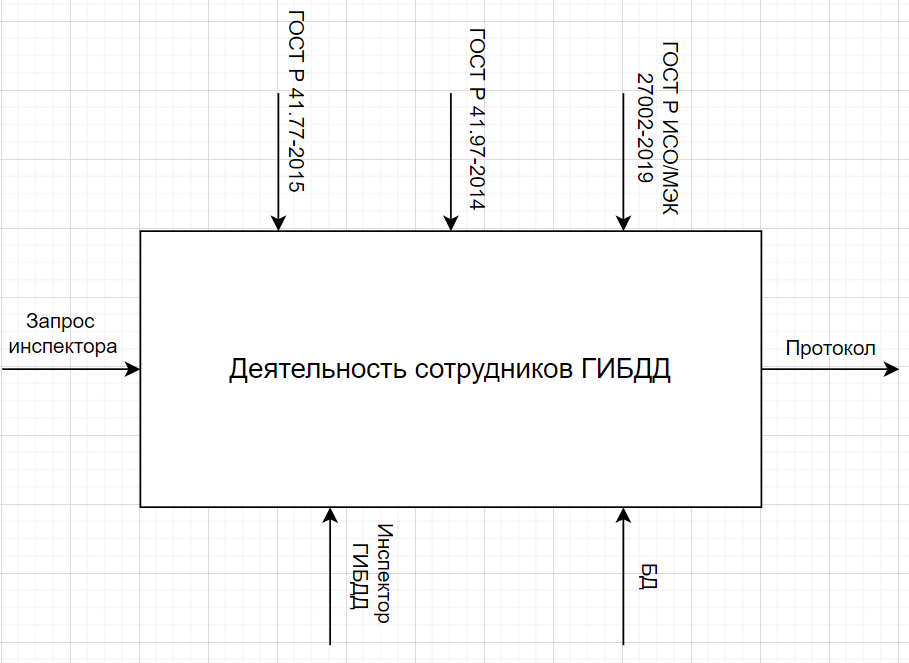 ГОСТ Р 41.77-2015
ГОСТ Р 41.97-2014
ГОСТ Р ИСО/МЭК
27002-2019
Запрос
инспектора
Деятельность сотрудников ГИБДД
Протокол
Инспектор
ГИБДД
БД